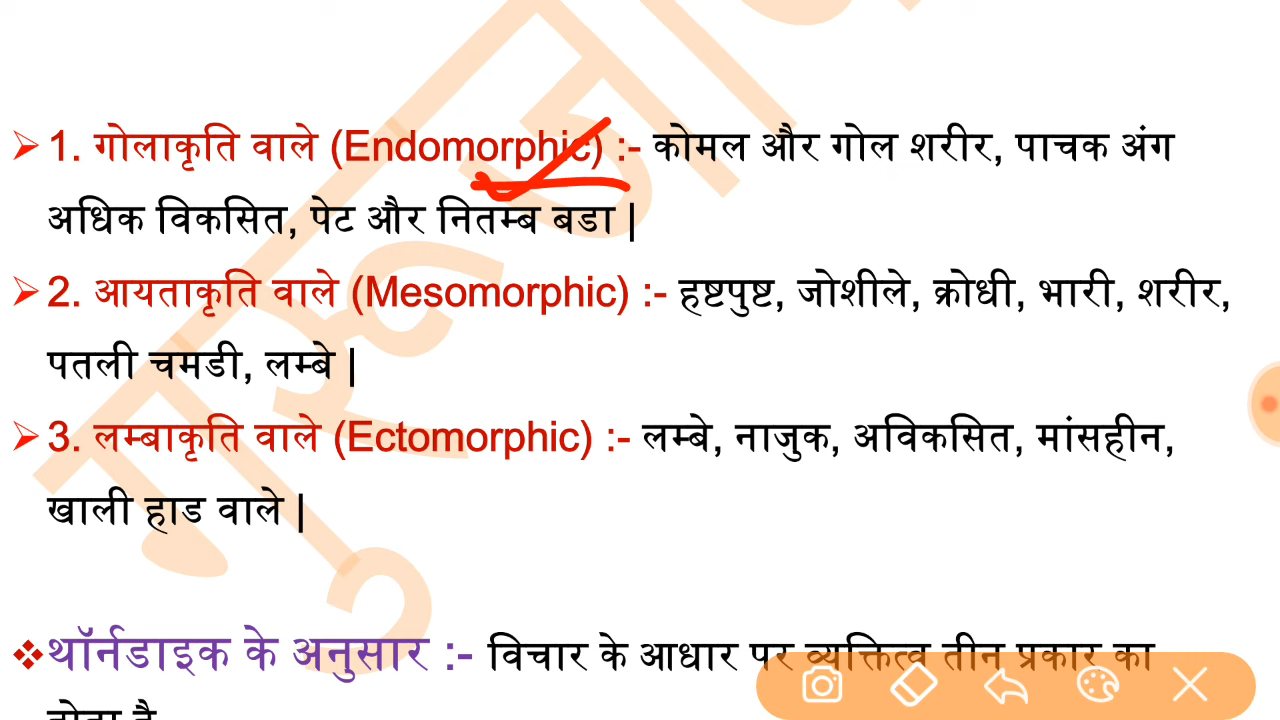 1. गोलाकृति वाले (Endomorphic) :- कोमल और गोल शरीर, पाचक अंग
अधिक विकसित, पेट और नितम्ब बडा |
2. आयताकृति वाले (Mesomorphic) :- हष्टपुष्ट, जोशीले, क्रोधी, भारी, शरीर,
पतली चमडी, लम्बे |
3. लम्बाकृति वाले (Ectomorphic) :- लम्बे, नाजुक, अविकसित, मांसहीन,
खाली हाड वाले |
थॉर्नडाइक के अनुसार :- विचार के आधार पर व्यक्तित्व तीन प्रकार का